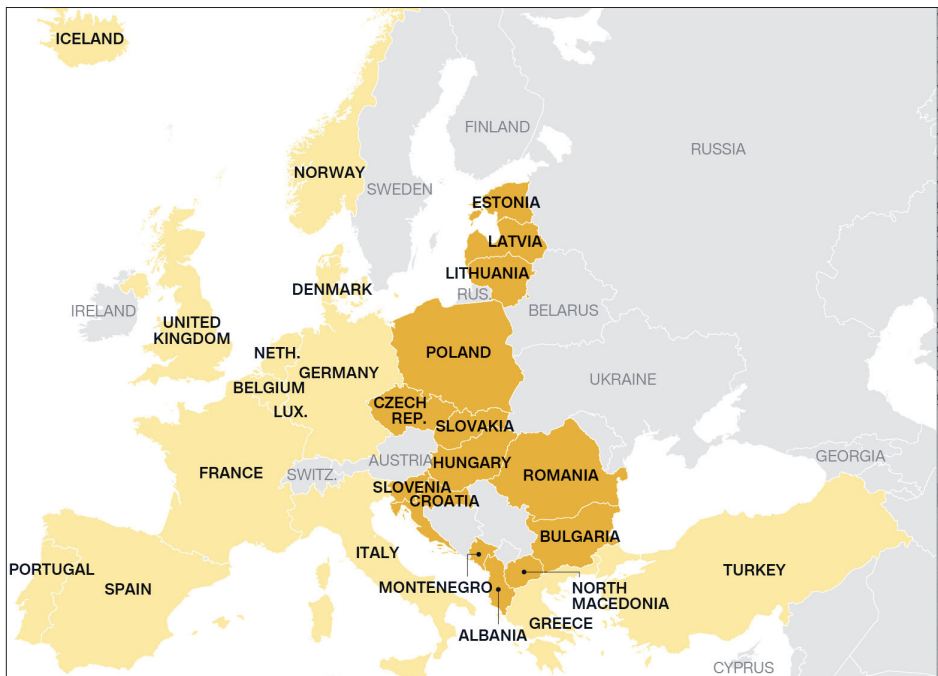 ICELAND
FINLAND
RUSSIA
NORWAY
SWEDEN
ESTONIA
LATVIA
LITHUANIA
RUS.
DENMARK
IRELAND
BELARUS
UNITED
KINGDOM
NETH.
POLAND
GERMANY
UKRAINE
BELGIUM
CZECH
REP.
LUX.
SLOVAKIA
GEORGIA
AUSTRIA
HUNGARY
FRANCE
SWITZ.
ROMANIA
SLOVENIA
CROATIA
BULGARIA
ITALY
PORTUGAL
TURKEY
SPAIN
MONTENEGRO
NORTH
MACEDONIA
GREECE
ALBANIA
CYPRUS